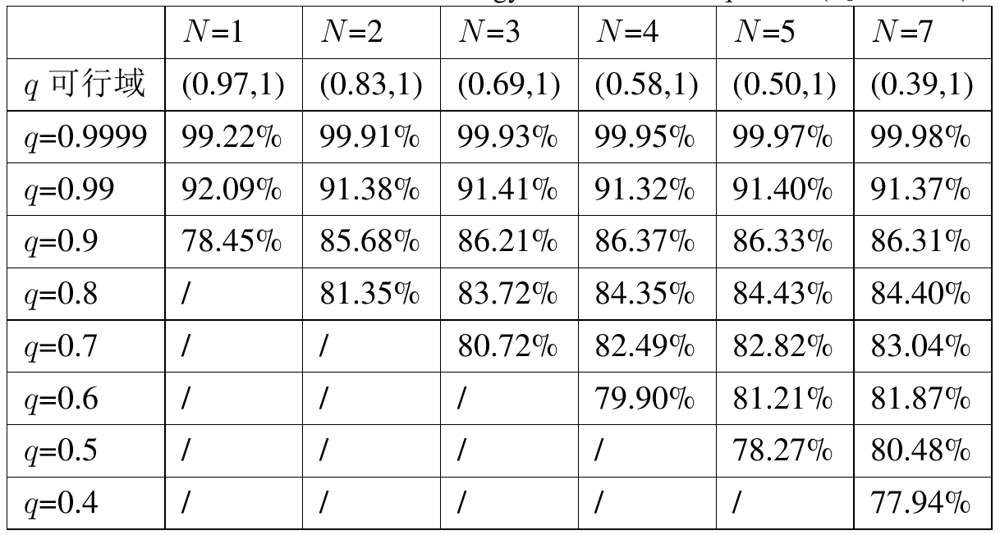 N=1 N=2 N=3 N=4 N=5 N=7
q 可行域 (0.97,1) (0.83,1) (0.69,1) (0.58,1) (0.50,1) (0.39,1)
q=0.9999 99.22% 99.91% 99.93% 99.95% 99.97% 99.98%
q=0.99 92.09% 91.38% 91.41% 91.32% 91.40% 91.37%
q=0.9 78.45% 85.68% 86.21% 86.37% 86.33% 86.31%
q=0.8 / 81.35% 83.72% 84.35% 84.43% 84.40%
q=0.7 / / 80.72% 82.49% 82.82% 83.04%
q=0.6 / / / 79.90% 81.21% 81.87%
q=0.5 / / / / 78.27% 80.48%
q=0.4 / / / / / 77.94%